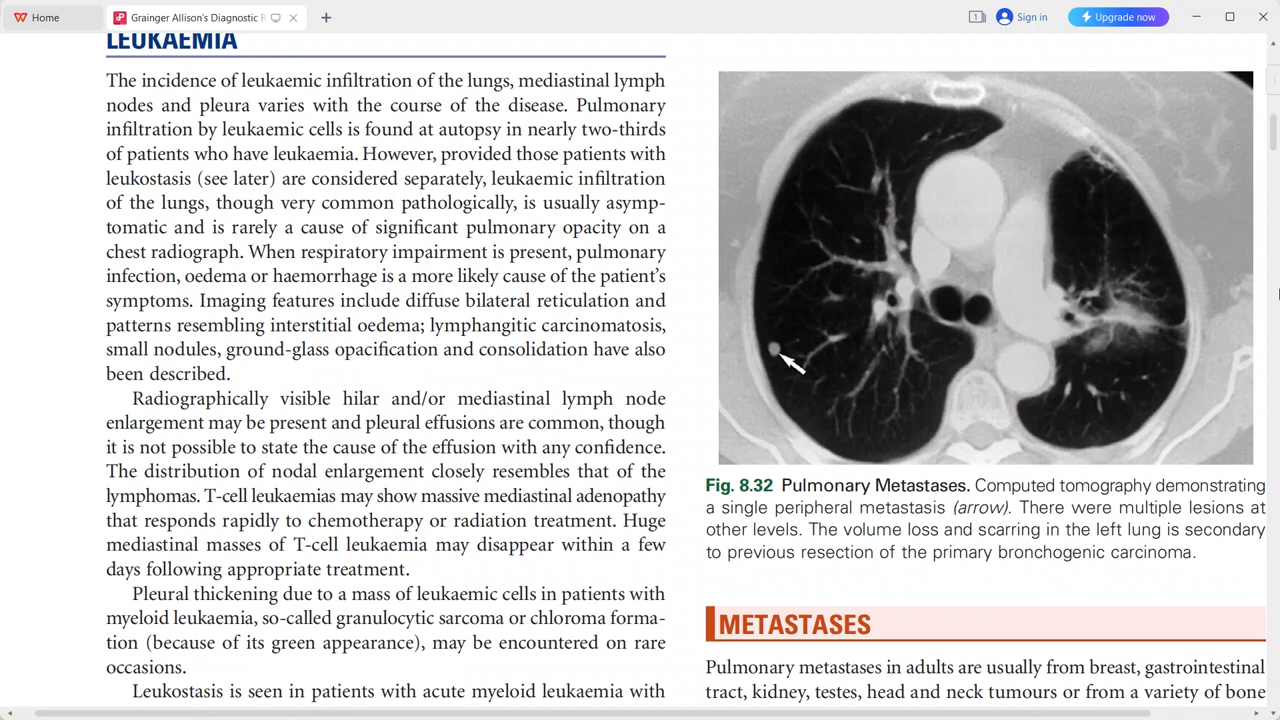 Home
Grainger Allison's Diagnostic R
Sign in
Upgrade now
LEUKAEMIA
The incidence of leukaemic infiltration of the lungs, mediastinal lymph
nodes and pleura varies with the course of the disease. Pulmonary
infiltration by leukaemic cells is found at autopsy in nearly two-thirds
of patients who have leukaemia. However, provided those patients with
leukostasis (see later) are considered separately, leukaemic infiltration
of the lungs, though very common pathologically, is usually asymp-
tomatic and is rarely a cause of significant pulmonary opacity on a
chest radiograph. When respiratory impairment is present, pulmonary
infection, oedema or haemorrhage is a more likely cause of the patient's
symptoms. Imaging features include diffuse bilateral reticulation and
patterns resembling interstitial oedema; lymphangitic carcinomatosis,
small nodules, ground-glass opacification and consolidation have also
been described.
Radiographically visible hilar and/or mediastinal lymph node
enlargement may be present and pleural effusions are common, though
it is not possible to state the cause of the effusion with any confidence.
The distribution of nodal enlargement closely resembles that of the
lymphomas. T-cell leukaemias may show massive mediastinal adenopathy
that responds rapidly to chemotherapy or radiation treatment. Huge
mediastinal masses of T-cell leukaemia may disappear within a few
days following appropriate treatment.
Pleural thickening due to a mass of leukaemic cells in patients with
myeloid leukaemia, so-called granulocytic sarcoma or chloroma forma-
tion (because of its green appearance), may be encountered on rare
occasions.
Leukostasis is seen in patients with acute myeloid leukaemia with
Fig. 8.32 Pulmonary Metastases. Computed tomography demonstrating
a single peripheral metastasis (arrow). There were multiple lesions at
other levels. The volume loss and scarring in the left lung is secondary
to previous resection of the primary bronchogenic carcinoma.
METASTASES
Pulmonary metastases in adults are usually from breast, gastrointestinal
tract, kidney, testes, head and neck tumours or from a variety of bone